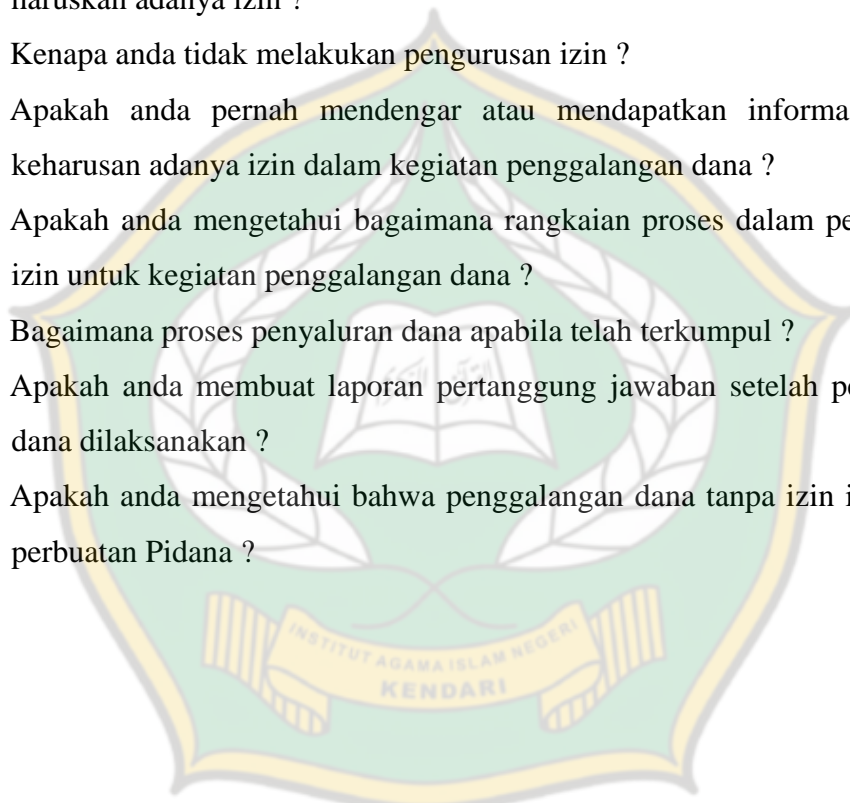 haruskan adanya izin ?
Kenapa anda tidak melakukan pengurusan izin ?
Apakah anda pernah mendengar atau mendapatkan informa
keharusan adanya izin dalam kegiatan penggalangan dana ?
Apakah anda mengetahui bagaimana rangkaian proses dalam pe
izin untuk kegiatan penggalangan dana ?
Bagaimana proses penyaluran dana apabila telah terkumpul ?
Apakah anda membuat laporan pertanggung jawaban setelah pe
dana dilaksanakan ?
Apakah anda mengetahui bahwa penggalangan dana tanpa izin i
perbuatan Pidana ?
INSTITUT AGAMA ISLAM NEGERI
KENDARI